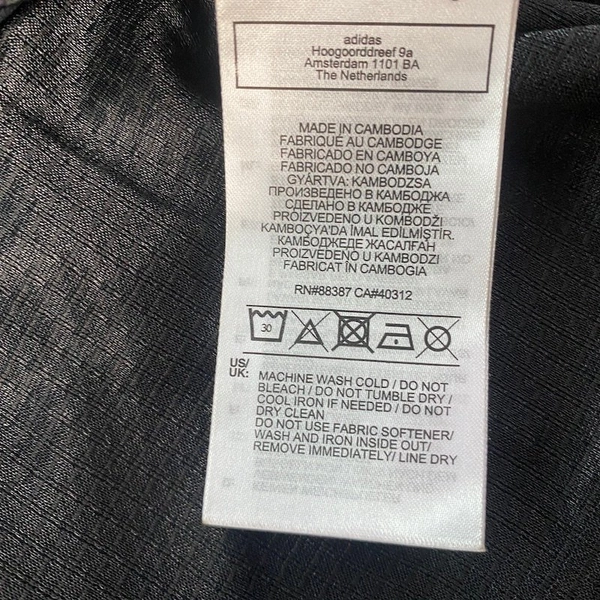 adidas
Hoogoorddreef 9a
Amsterdam 1101 BA
The Netherlands
MADE IN CAMBODIA
FABRIQUÉ AU CAMBODGE
FABRICADO EN CAMBOYA
FABRICADO NO CAMBOJA
GYÁRTVA: KAMBODZSA
ПРОИЗВЕДЕНО В КАМБОДЖА
СДЕЛАНО В КАМБОДЖЕ
PROIZVEDENO U KOMBODŽI
KAMBOÇYA'DA İMAL EDİLMİŞTİR.
КАМБОДЖЕДЕ ЖАСАЛҒАН
PROIZVEDENO U KAMBODŽI
FABRICAT ÎN CAMBOGIA
RN#88387 CA#40312
30
US/
UK:
MACHINE WASH COLD / DO NOT
BLEACH / DO NOT TUMBLE DRY /
COOL IRON IF NEEDED / DO NOT
DRY CLEAN
DO NOT USE FABRIC SOFTENER/
WASH AND IRON INSIDE OUT/
REMOVE IMMEDIATELY/ LINE DRY